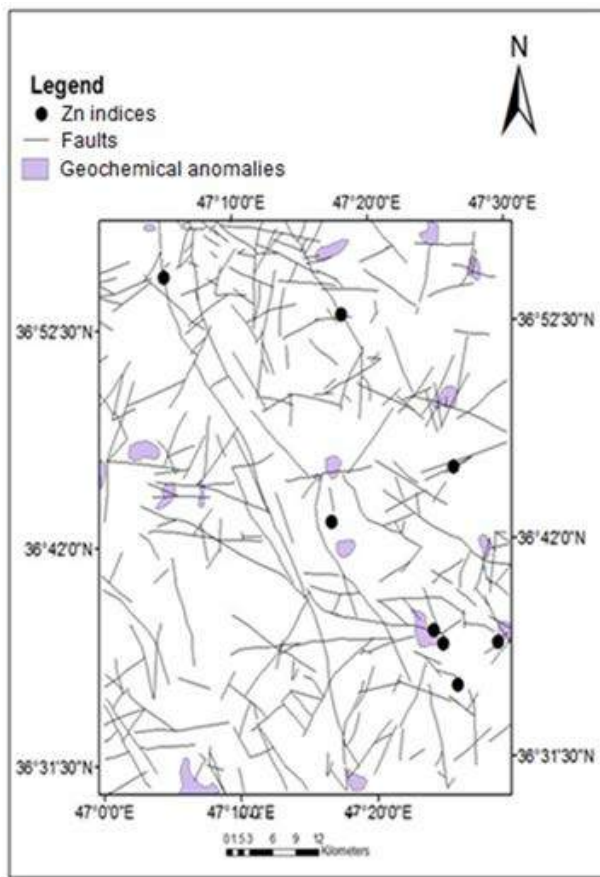 N
Legend
Zn indices
Faults
Geochemical anomalies
47°10'0"E 47°20'0"E 47°30'0"E
36°52'30"N 36°52'30"N
36°42'0"N 36°42'0"N
36°31'30"N 36°31'30"N
47°0'0"E 47°10'0"E 47°20'0"E
0 1.5 3 6 9 12
Kilometers